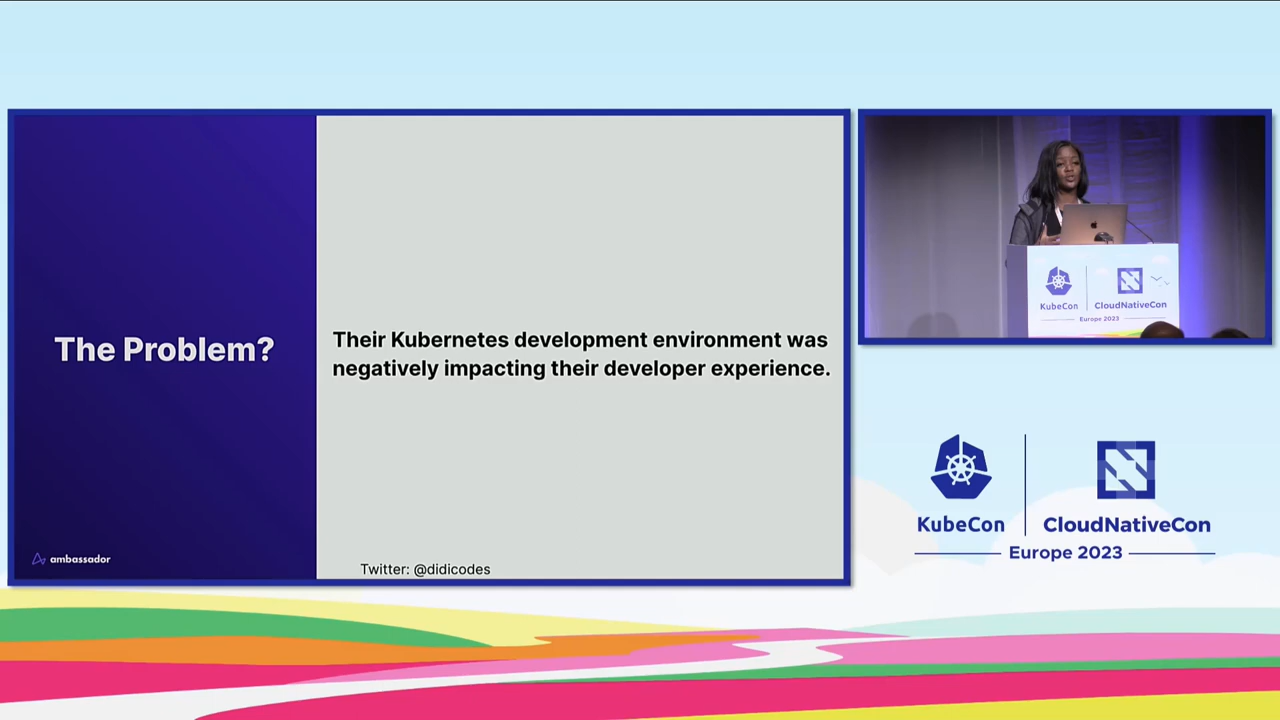 The Problem?
Their Kubernetes development environment was
negatively impacting their developer experience.
ambassador
Twitter: @didicodes
KubeCon
CloudNativeCon
Europe 2023
KubeCon
CloudNativeCon
Europe 2023